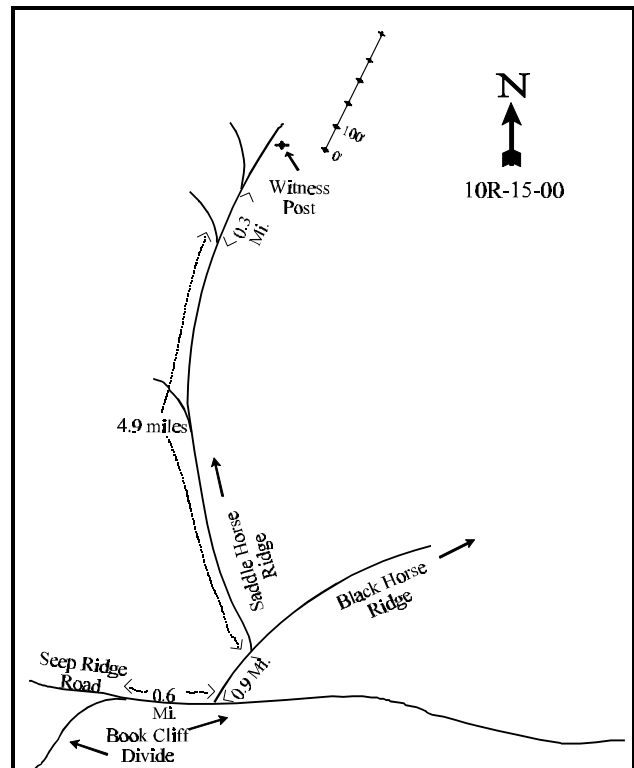 N
10R-15-00
100'
0'
Witness
Post
0.3
Mi.
4.9 miles
Saddle Horse
Ridge
Black Horse
Ridge
0.9 Mi.
Seep Ridge
Road
0.6
Mi.
Book Cliff
Divide